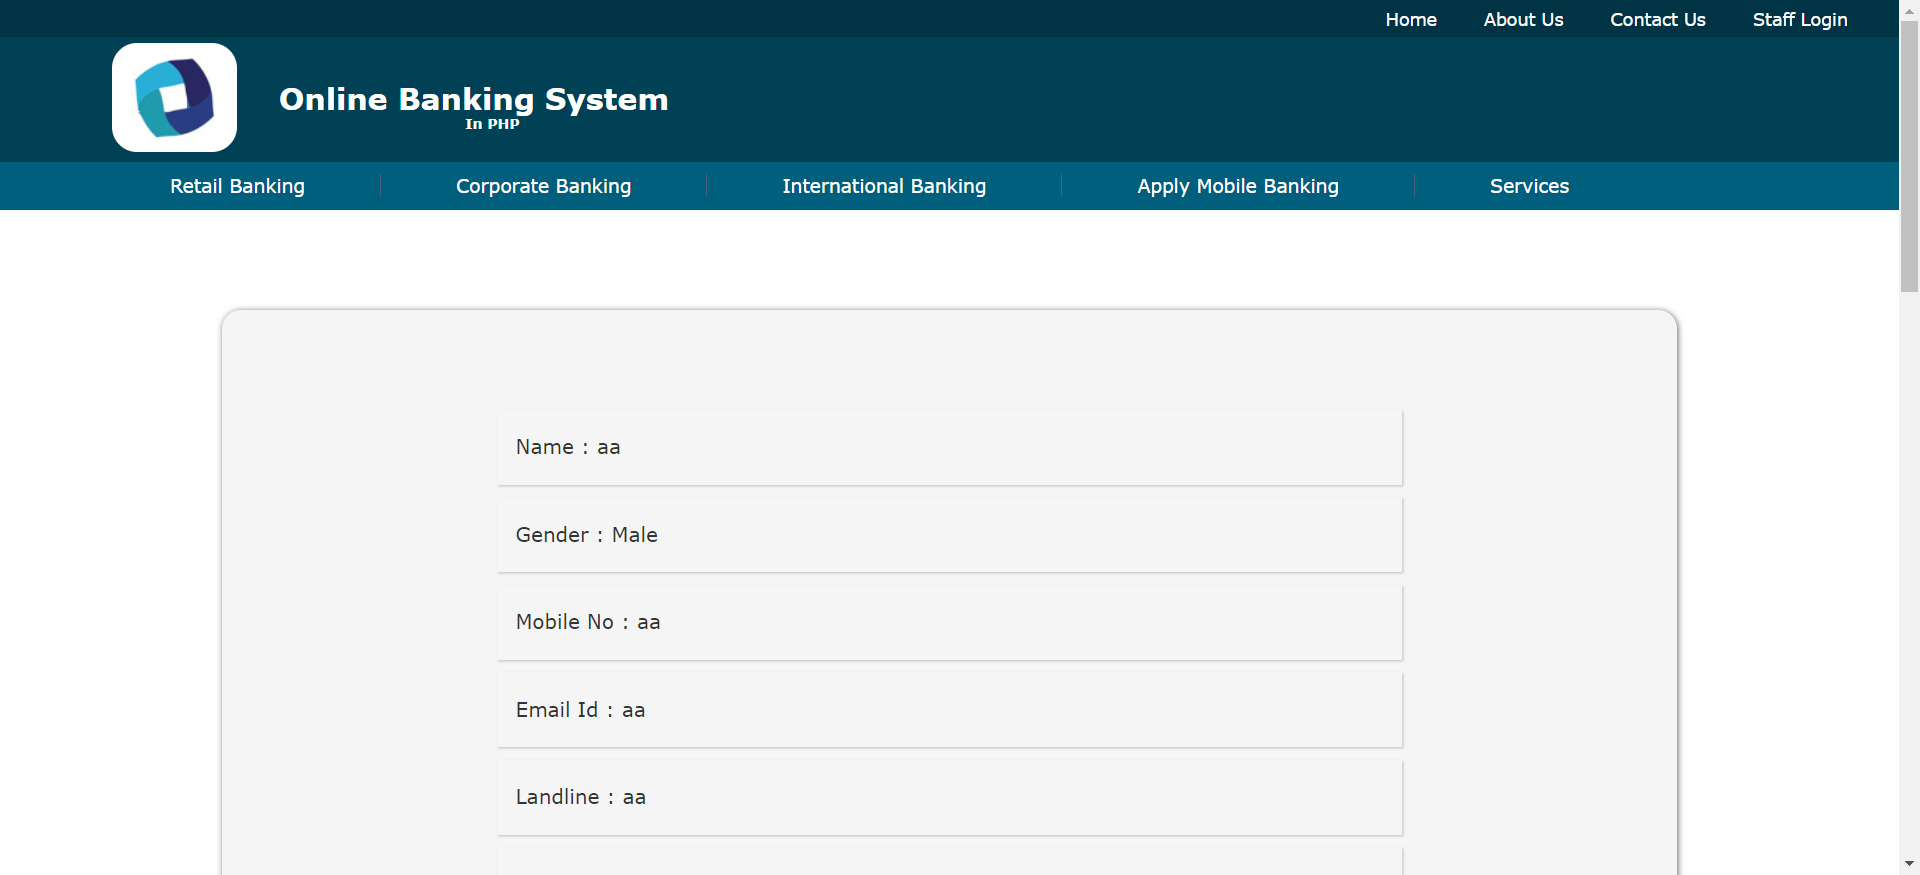 Home About Us Contact Us Staff Login
Online Banking System
In PHP
Retail Banking Corporate Banking International Banking Apply Mobile Banking Services
Name : aa
Gender : Male
Mobile No : aa
Email Id : aa
Landline : aa